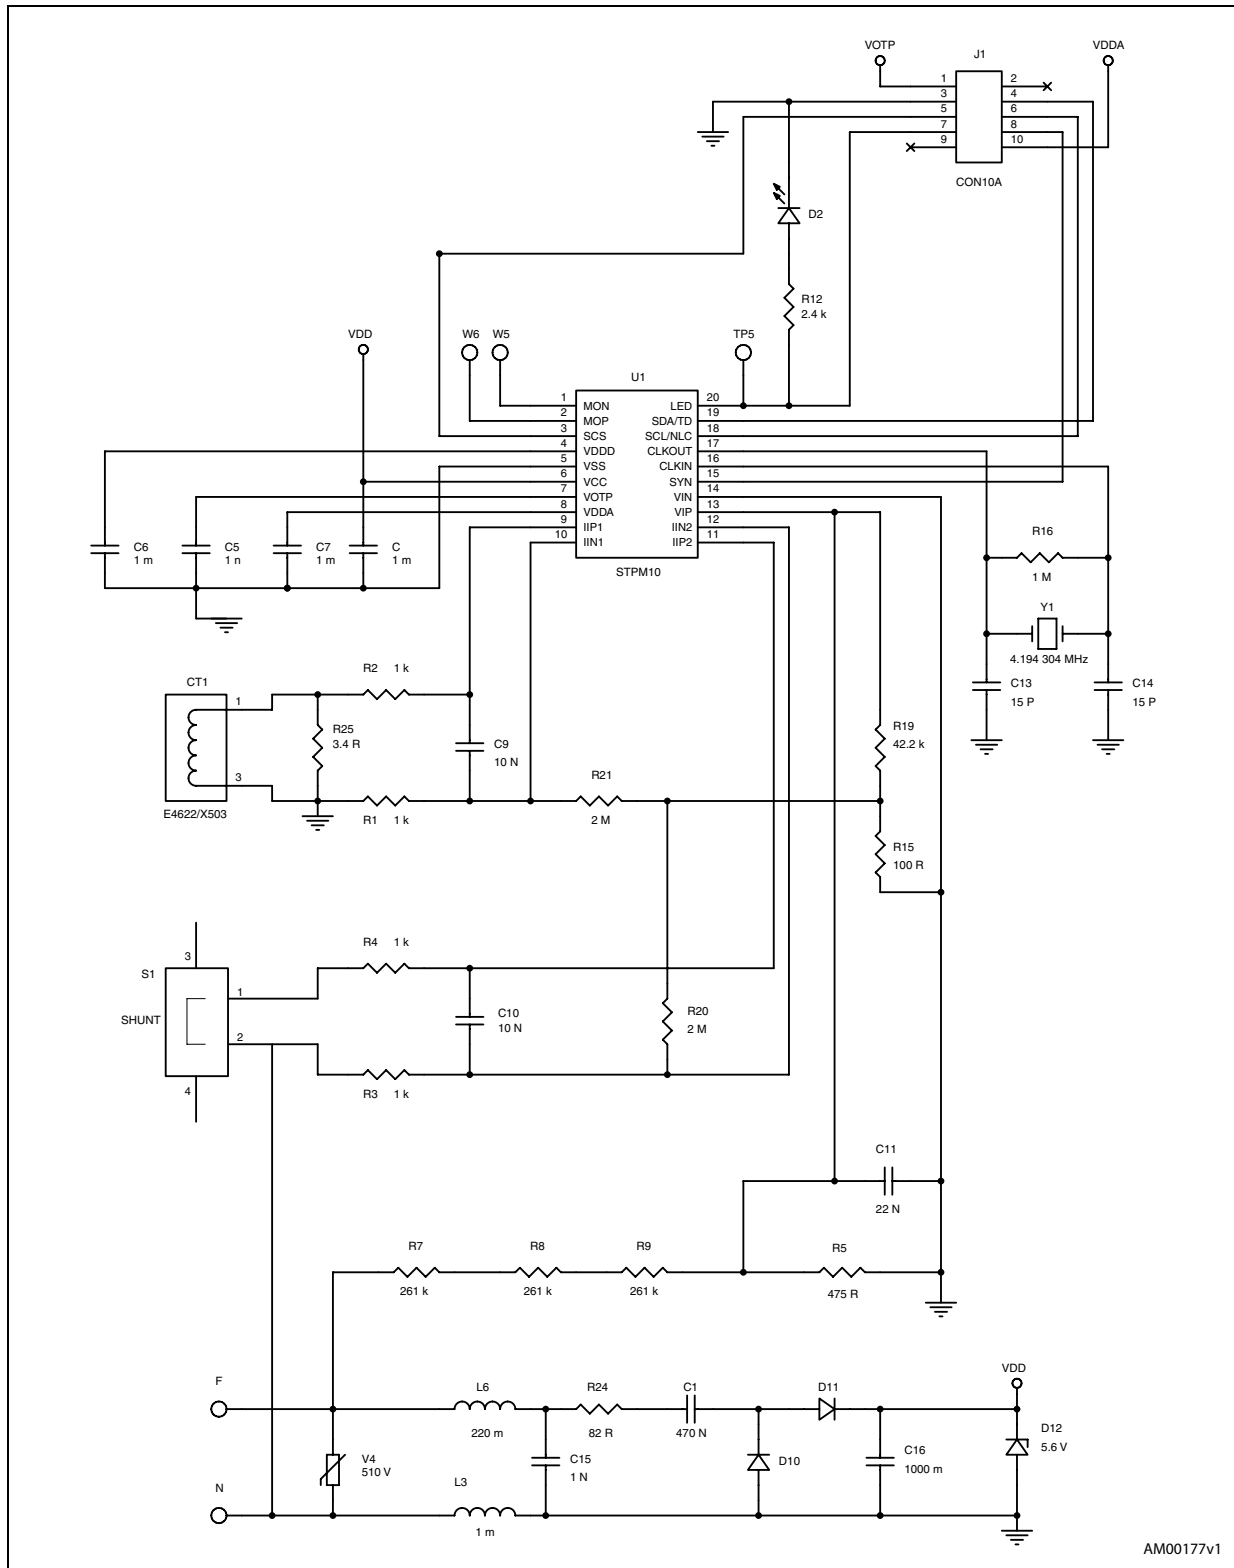 VOTP J1 VDDA
1 2
3 4
5 6
7 8
9 10
CON10A
D2
R12
2.4 k
VDD W6 W5 TP5
U1
1 MON LED 20
2 MOP SDA/TD 19
3 SCS SCL/NLC 18
4 VDDD CLKOUT 17
5 VSS CLKIN 16
6 VCC SYN 15
7 VOTP VIN 14
8 VDDA VIP 13
9 IIP1 IIN2 12
10 IIN1 IIP2 11
STPM10
C6
1 m
C5
1 n
C7
1 m
C
1 m
R16
1 M
Y1
4.194 304 MHz
C13
15 P
C14
15 P
R2 1 k
CT1
1
3
E4622/X503
R25
3.4 R
C9
10 N
R1 1 k
R21
2 M
R19
42.2 k
R15
100 R
R4 1 k
3
S1
1
SHUNT
2
4
C10
10 N
R20
2 M
R3 1 k
C11
22 N
R7
261 k
R8
261 k
R9
261 k
R5
475 R
F
L6
220 m
R24
82 R
C1
470 N
D11
VDD
D12
5.6 V
V4
510 V
C15
1 N
D10
C16
1000 m
N
L3
1 m
AM00177v1